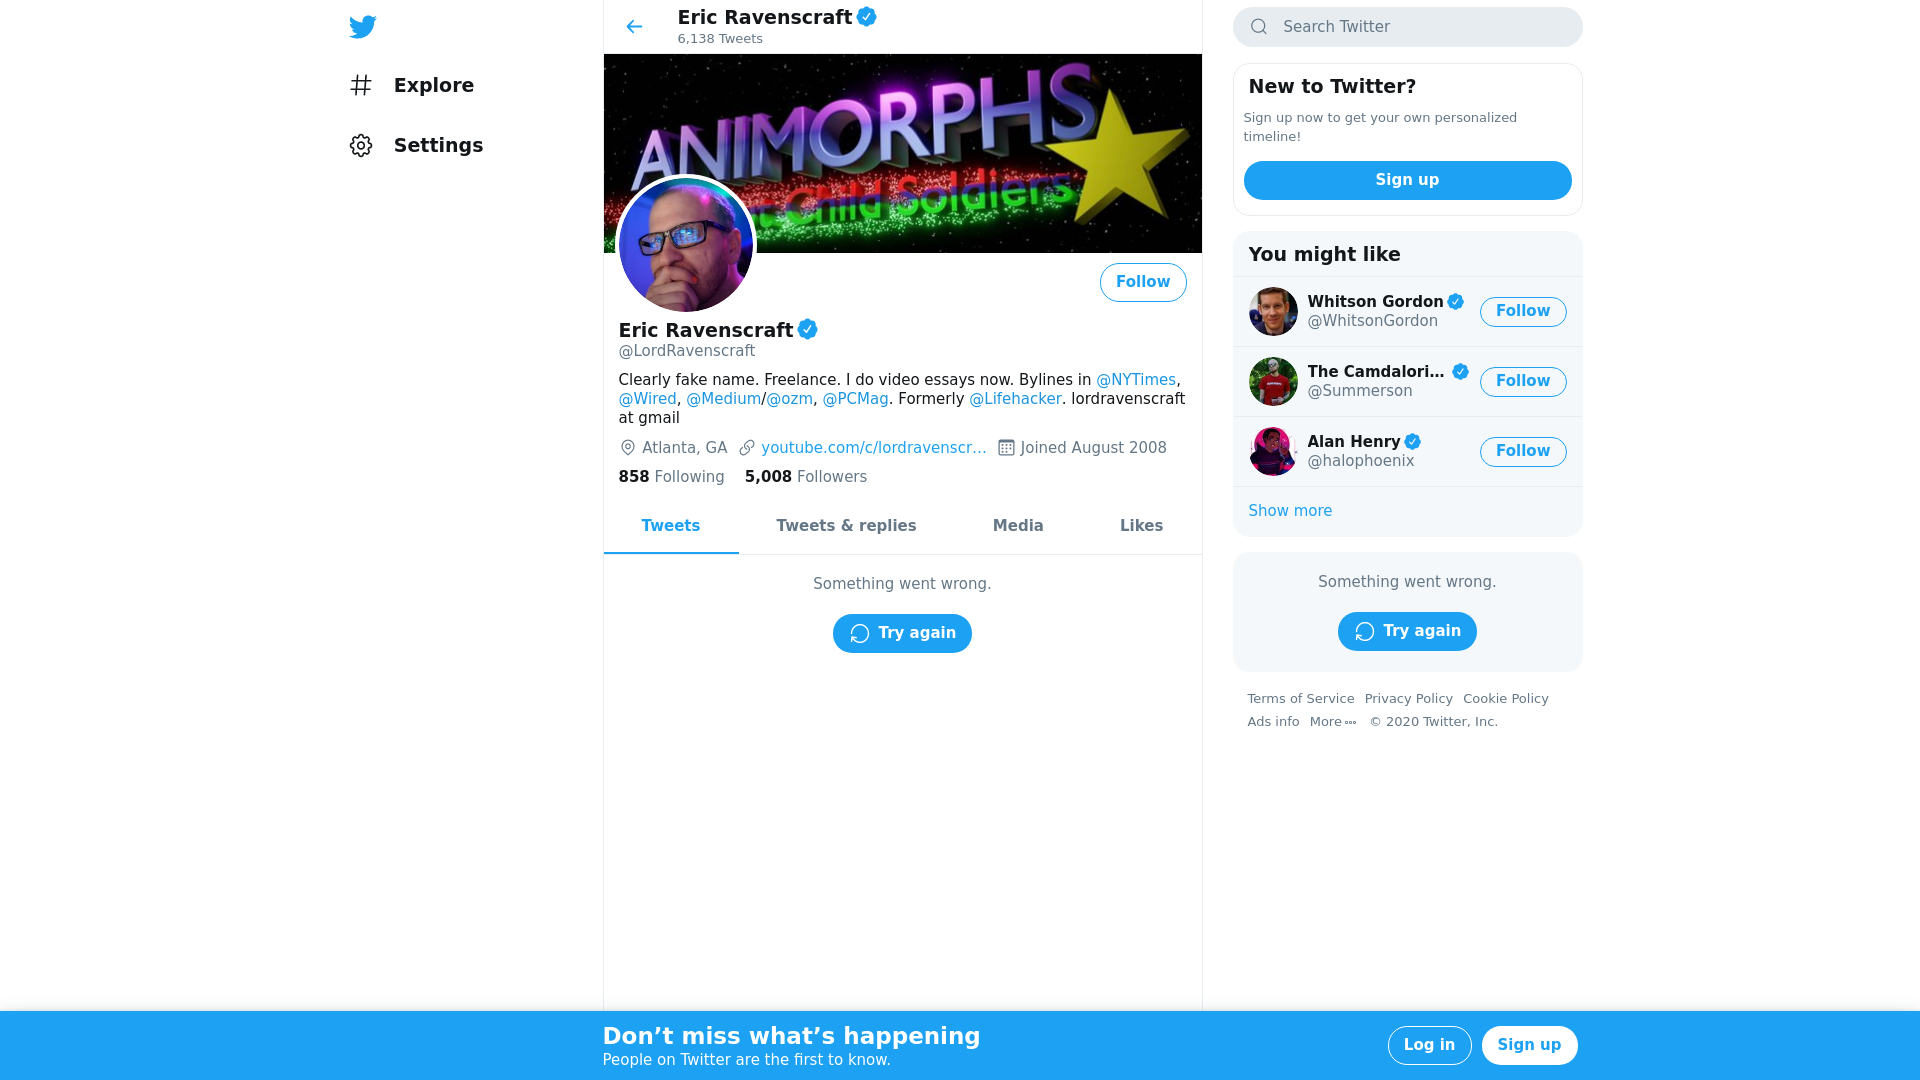 Explore
Settings
Eric Ravenscraft
6,138 Tweets
ANIMORPHS
Child Soldiers
Follow
Eric Ravenscraft
@LordRavenscraft
Clearly fake name. Freelance. I do video essays now. Bylines in @NYTimes,
@Wired, @Medium/@ozm, @PCMag. Formerly @Lifehacker. lordravenscraft
at gmail
Atlanta, GA youtube.com/c/lordravenscr… Joined August 2008
858 Following 5,008 Followers
Tweets Tweets & replies Media Likes
Something went wrong.
Try again
Search Twitter
New to Twitter?
Sign up now to get your own personalized
timeline!
Sign up
You might like
Whitson Gordon
@WhitsonGordon
Follow
The Camdalori…
@Summerson
Follow
Alan Henry
@halophoenix
Follow
Show more
Something went wrong.
Try again
Terms of Service Privacy Policy Cookie Policy
Ads info More © 2020 Twitter, Inc.
Don’t miss what’s happening
People on Twitter are the first to know.
Log in Sign up